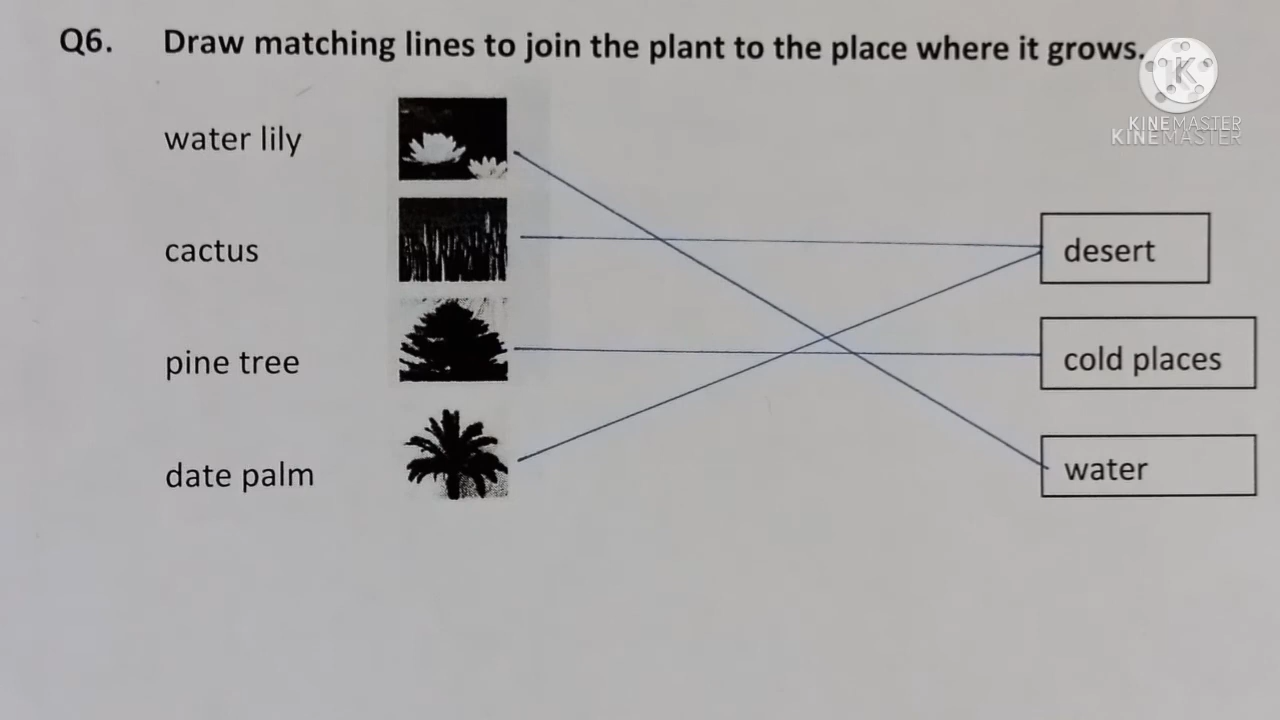 Q6. Draw matching lines to join the plant to the place where it grows.
K
KINEMASTER
KINEMASTER
water lily
cactus
desert
pine tree
cold places
date palm
water